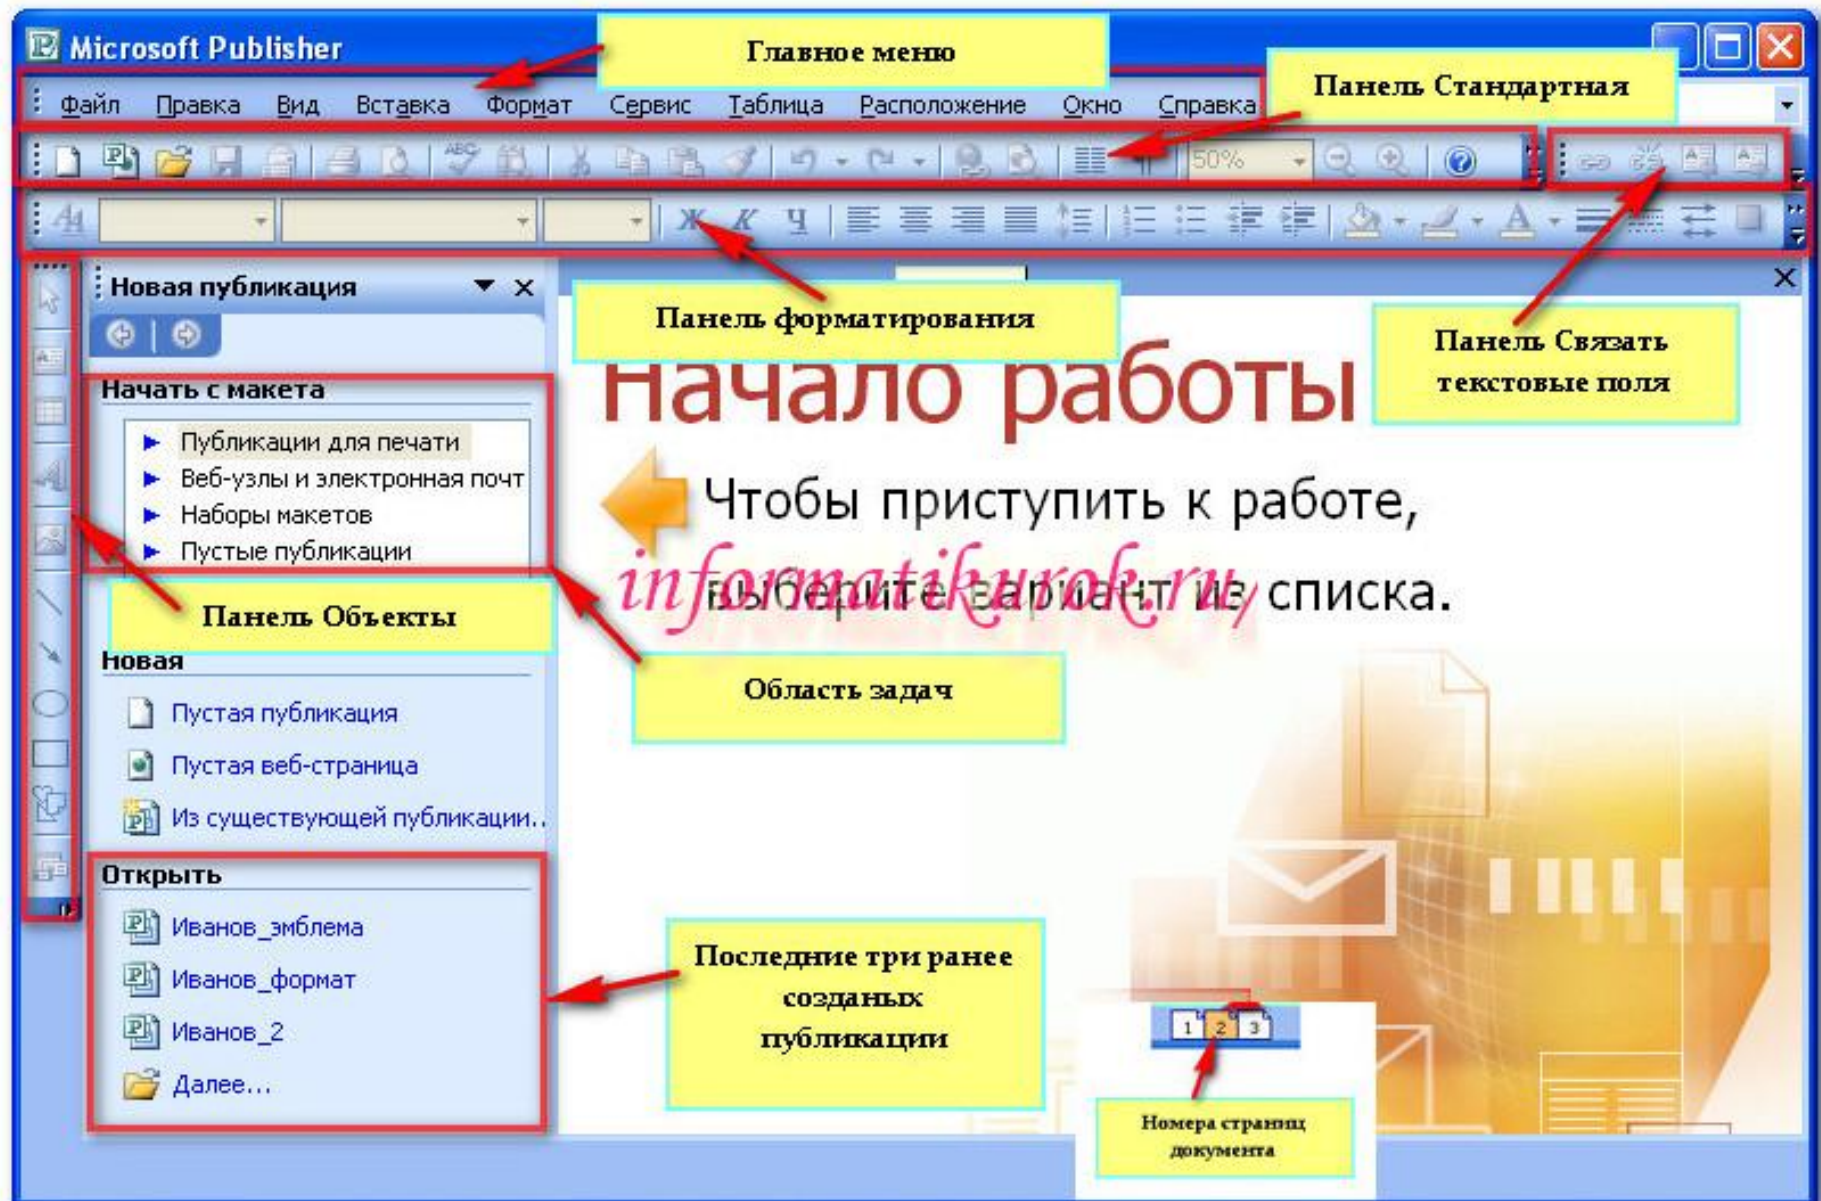 Microsoft Publisher
Главное меню
Панель Стандартная
Файл Правка Вид Вставка Формат Сервис Таблица Расположение Окно Справка
ABC
50%
Ж К Ч
Новая публикация
Панель форматирования
Панель Связать
текстовые поля
Начать с макета
Публикации для печати
Веб-узлы и электронная почт
Наборы макетов
Пустые публикации
Начало работы
Чтобы приступить к работе,
выберите вариант из списка.
informatikurok.ru/
Панель Объекты
Область задач
Новая
Пустая публикация
Пустая веб-страница
Из существующей публикации..
Открыть
Иванов_эмблема
Иванов_формат
Иванов_2
Далее...
Последние три ранее
созданых
публикации
1 2 3
Номера страниц
документа